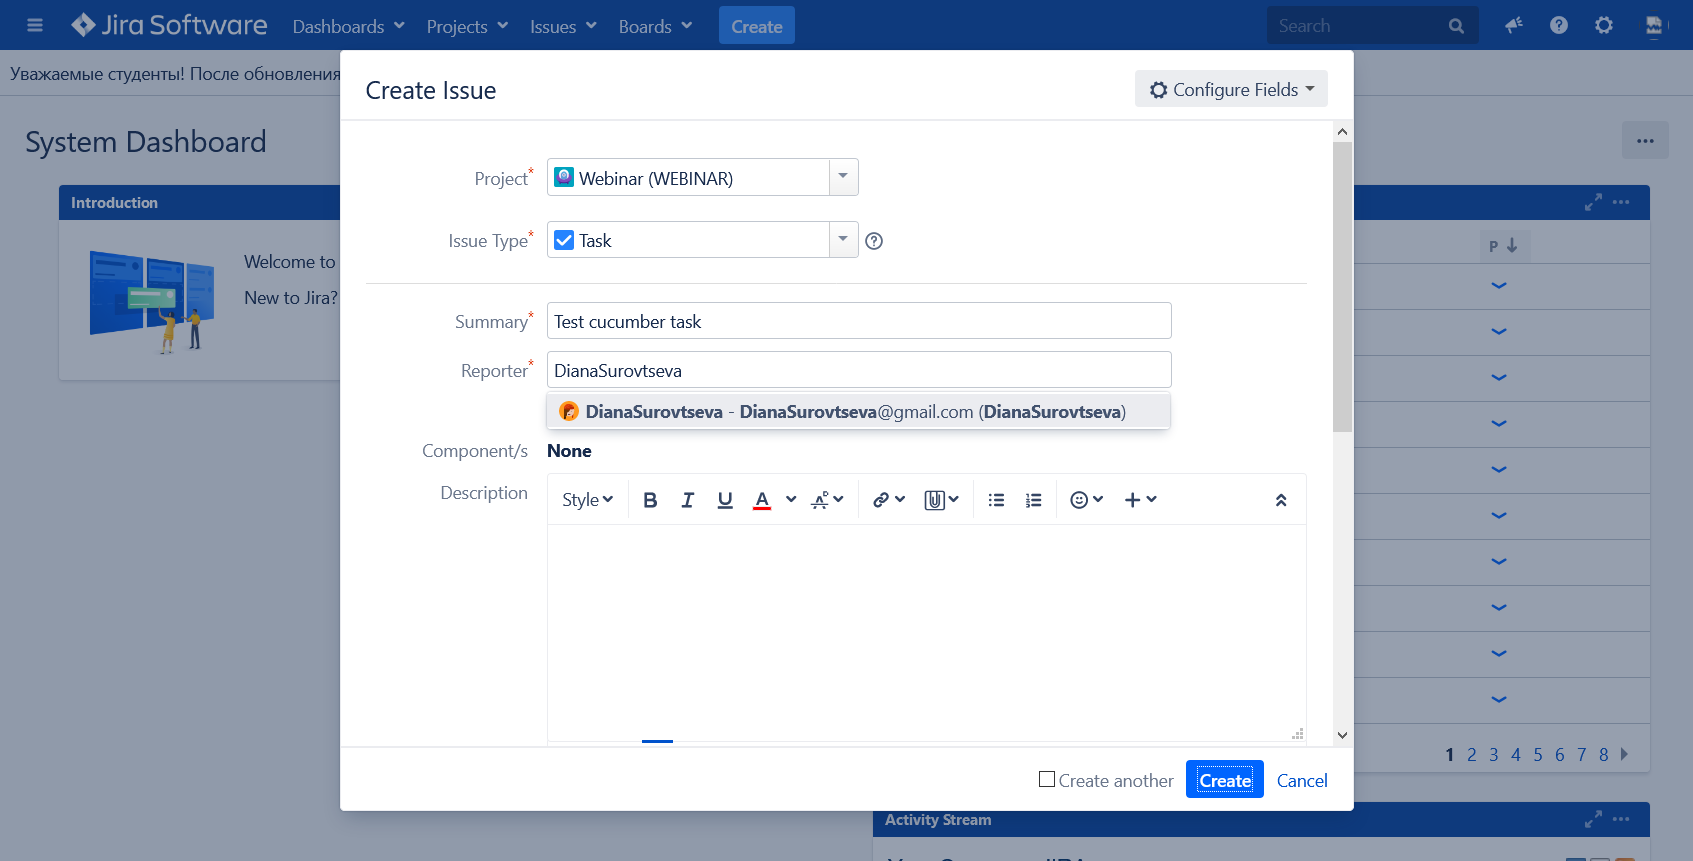 Jira Software Dashboards Projects Issues Boards Create Search
Уважаемые студенты! После обновления
Create Issue
Configure Fields
System Dashboard
Introduction
Welcome to
New to Jira?
Project*
Webinar (WEBINAR)
Issue Type*
Task
P
Summary*
Test cucumber task
Reporter*
DianaSurovtseva
DianaSurovtseva - DianaSurovtseva@gmail.com (DianaSurovtseva)
Component/s
None
Description
Style B I U A
1 2 3 4 5 6 7 8
Create another
Create
Cancel
Activity Stream